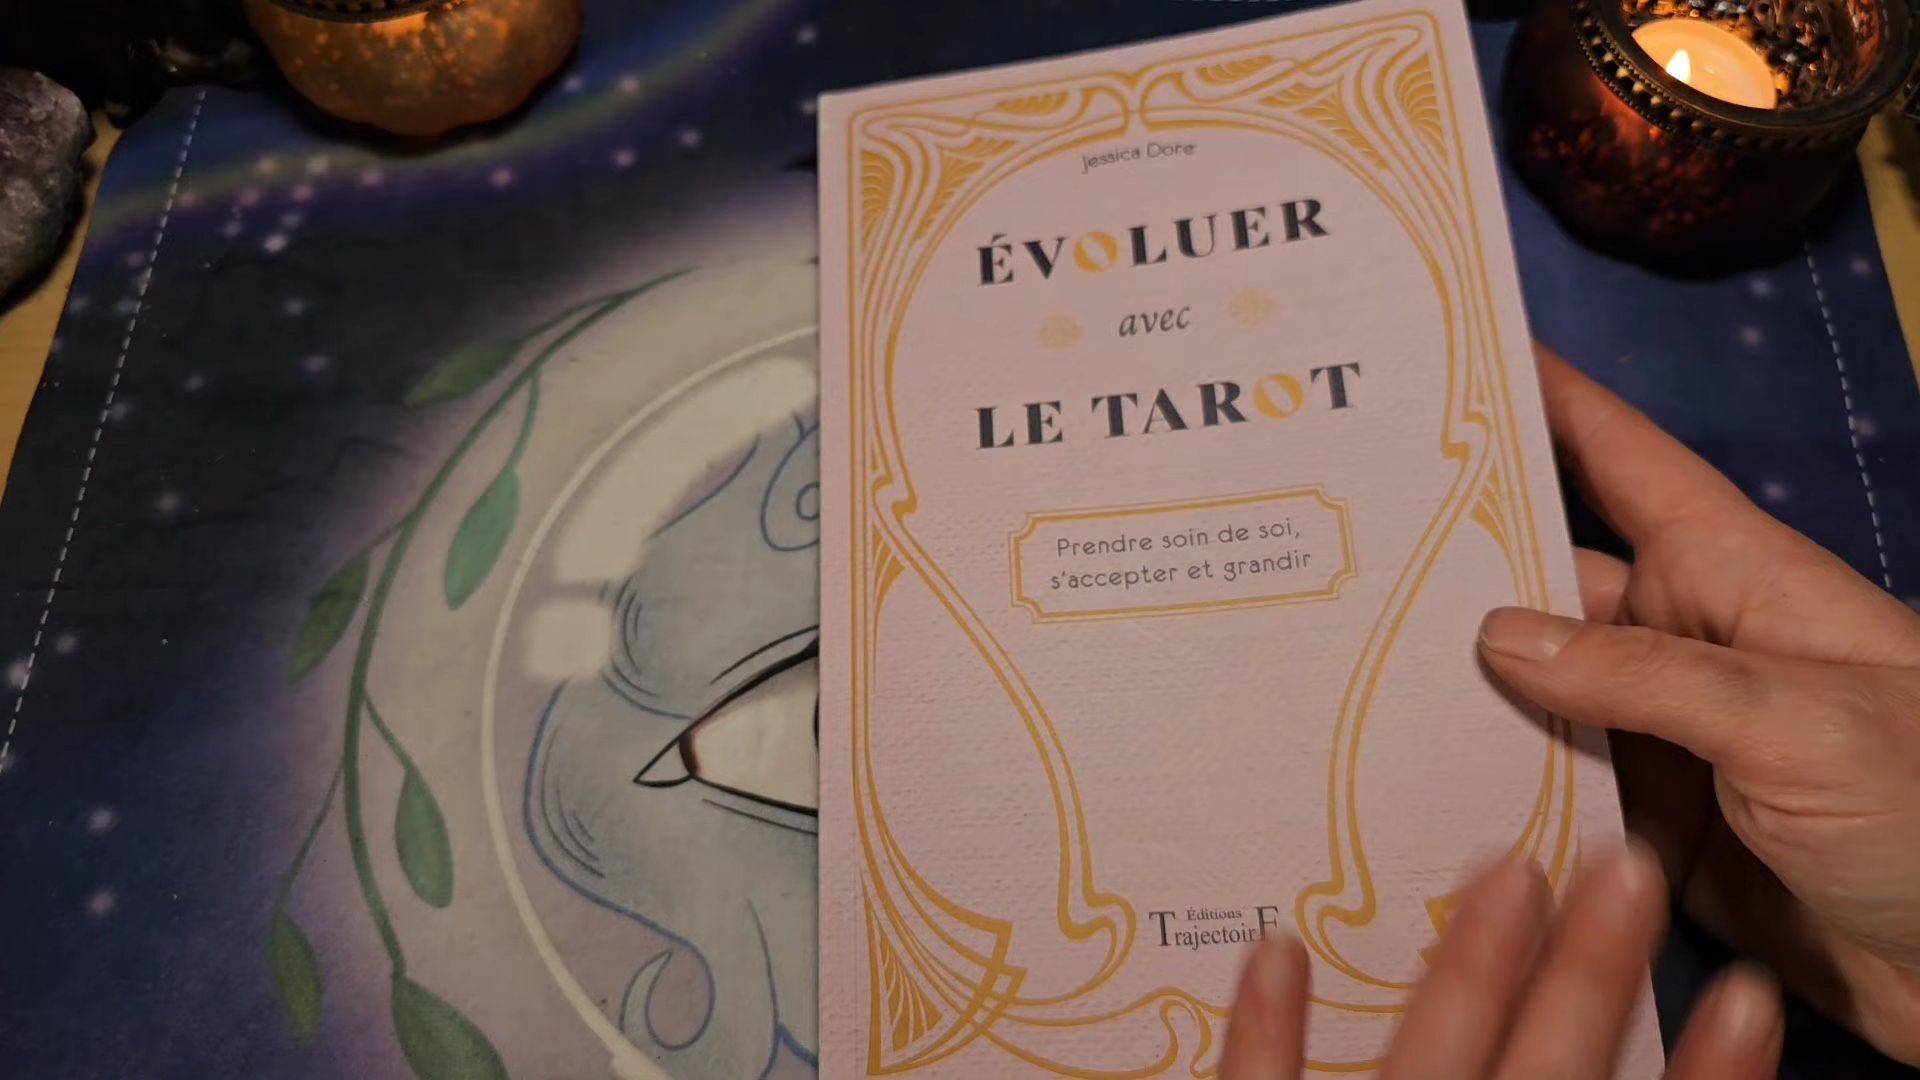 Jessica Dore
ÉVOLUER
avec
LE TAROT
Prendre soin de soi,
s'accepter et grandir
Éditions
TrajectoirE